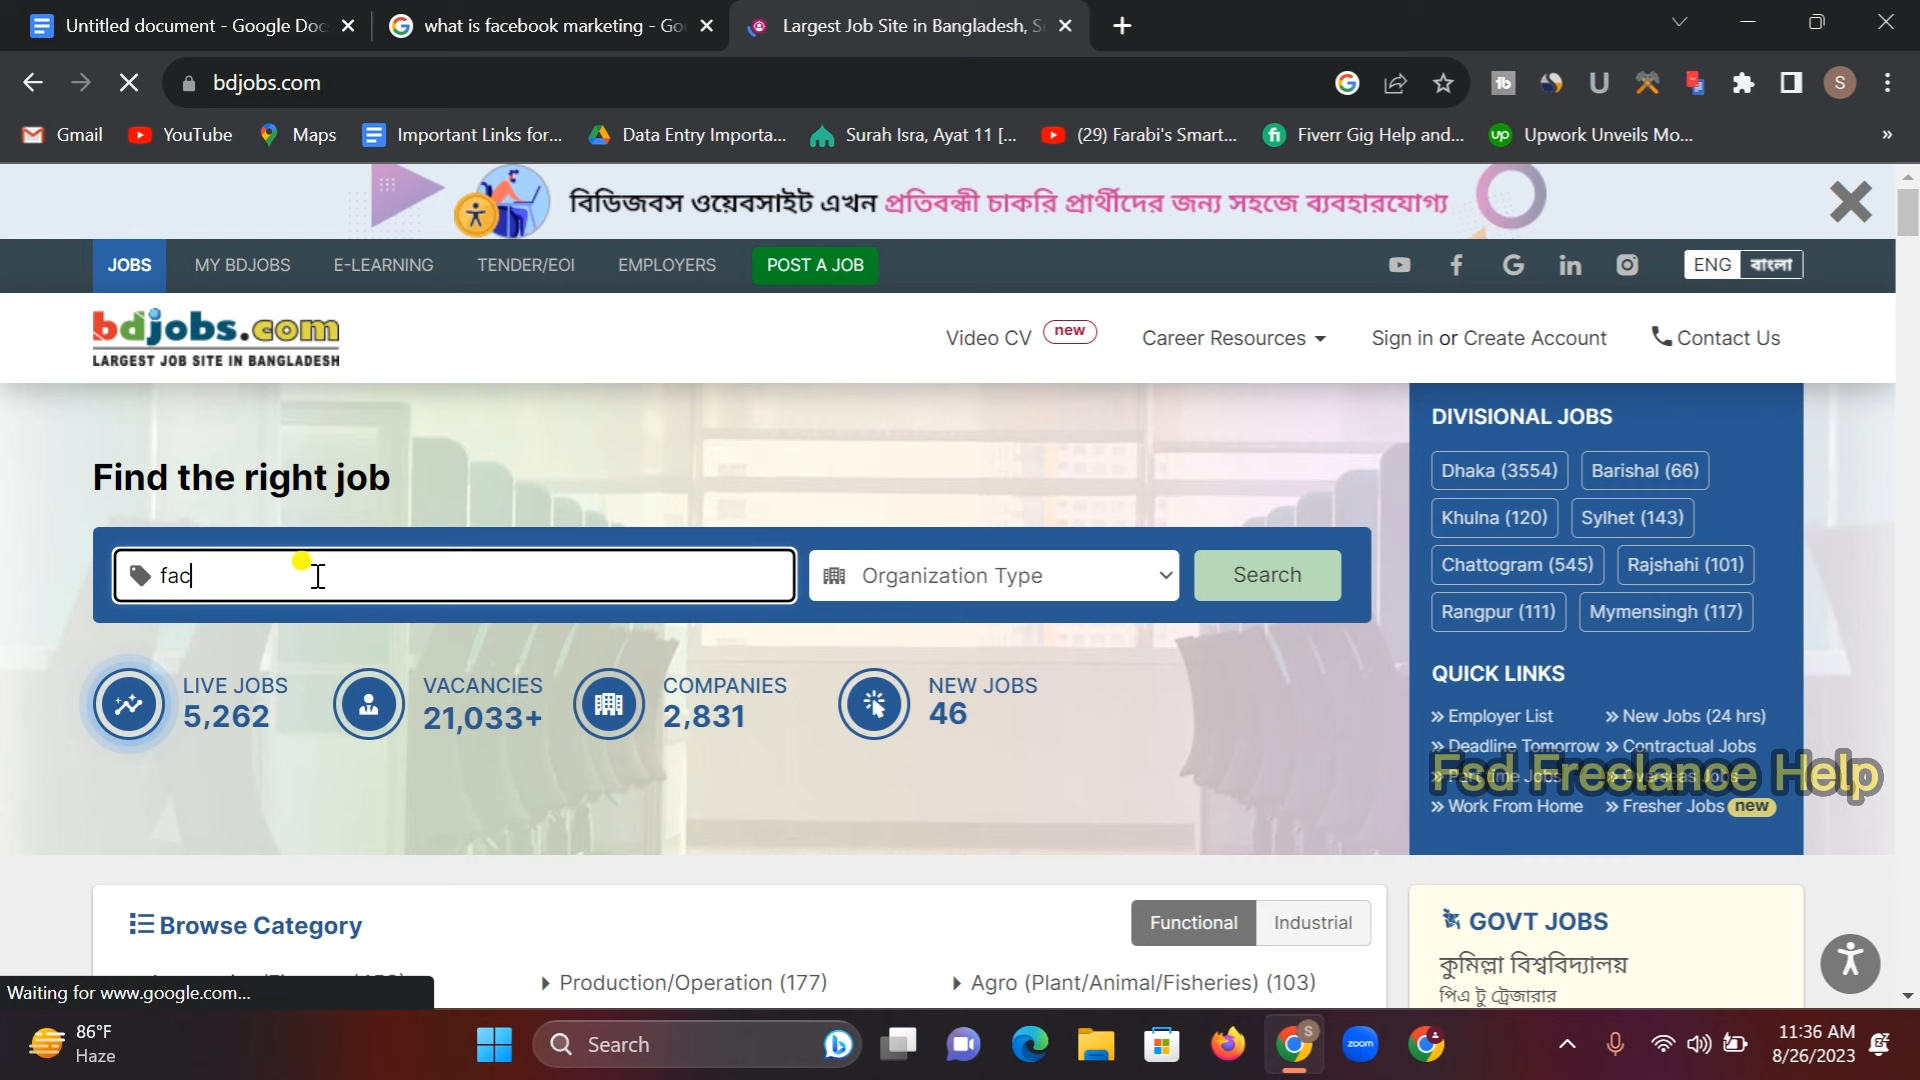 Untitled document - Google Doc
what is facebook marketing - Go
Largest Job Site in Bangladesh, S
bdjobs.com
S
Gmail
YouTube
Maps
Important Links for...
Data Entry Importa...
Surah Isra, Ayat 11 [...
(29) Farabi's Smart...
Fiverr Gig Help and...
Upwork Unveils Mo...
»
বিডিজবস ওয়েবসাইট এখন প্রতিবন্ধী চাকরি প্রার্থীদের জন্য সহজে ব্যবহারযোগ্য
JOBS
MY BDJOBS
E-LEARNING
TENDER/EOI
EMPLOYERS
POST A JOB
ENG
বাংলা
bdjobs.com
LARGEST JOB SITE IN BANGLADESH
Video CV new
Career Resources
Sign in or Create Account
Contact Us
Find the right job
fac
Organization Type
Search
LIVE JOBS
5,262
VACANCIES
21,033+
COMPANIES
2,831
NEW JOBS
46
DIVISIONAL JOBS
Dhaka (3554)
Barishal (66)
Khulna (120)
Sylhet (143)
Chattogram (545)
Rajshahi (101)
Rangpur (111)
Mymensingh (117)
QUICK LINKS
» Employer List
» New Jobs (24 hrs)
» Deadline Tomorrow
» Contractual Jobs
» Part time Jobs
» Overseas Jobs
Fsd Freelance Help
» Work From Home
» Fresher Jobs new
Browse Category
Functional
Industrial
Production/Operation (177)
Agro (Plant/Animal/Fisheries) (103)
GOVT JOBS
কুমিল্লা বিশ্ববিদ্যালয়
পিএ টু ট্রেজারার
Waiting for www.google.com...
86°F
Haze
Search
zoom
S
11:36 AM
8/26/2023